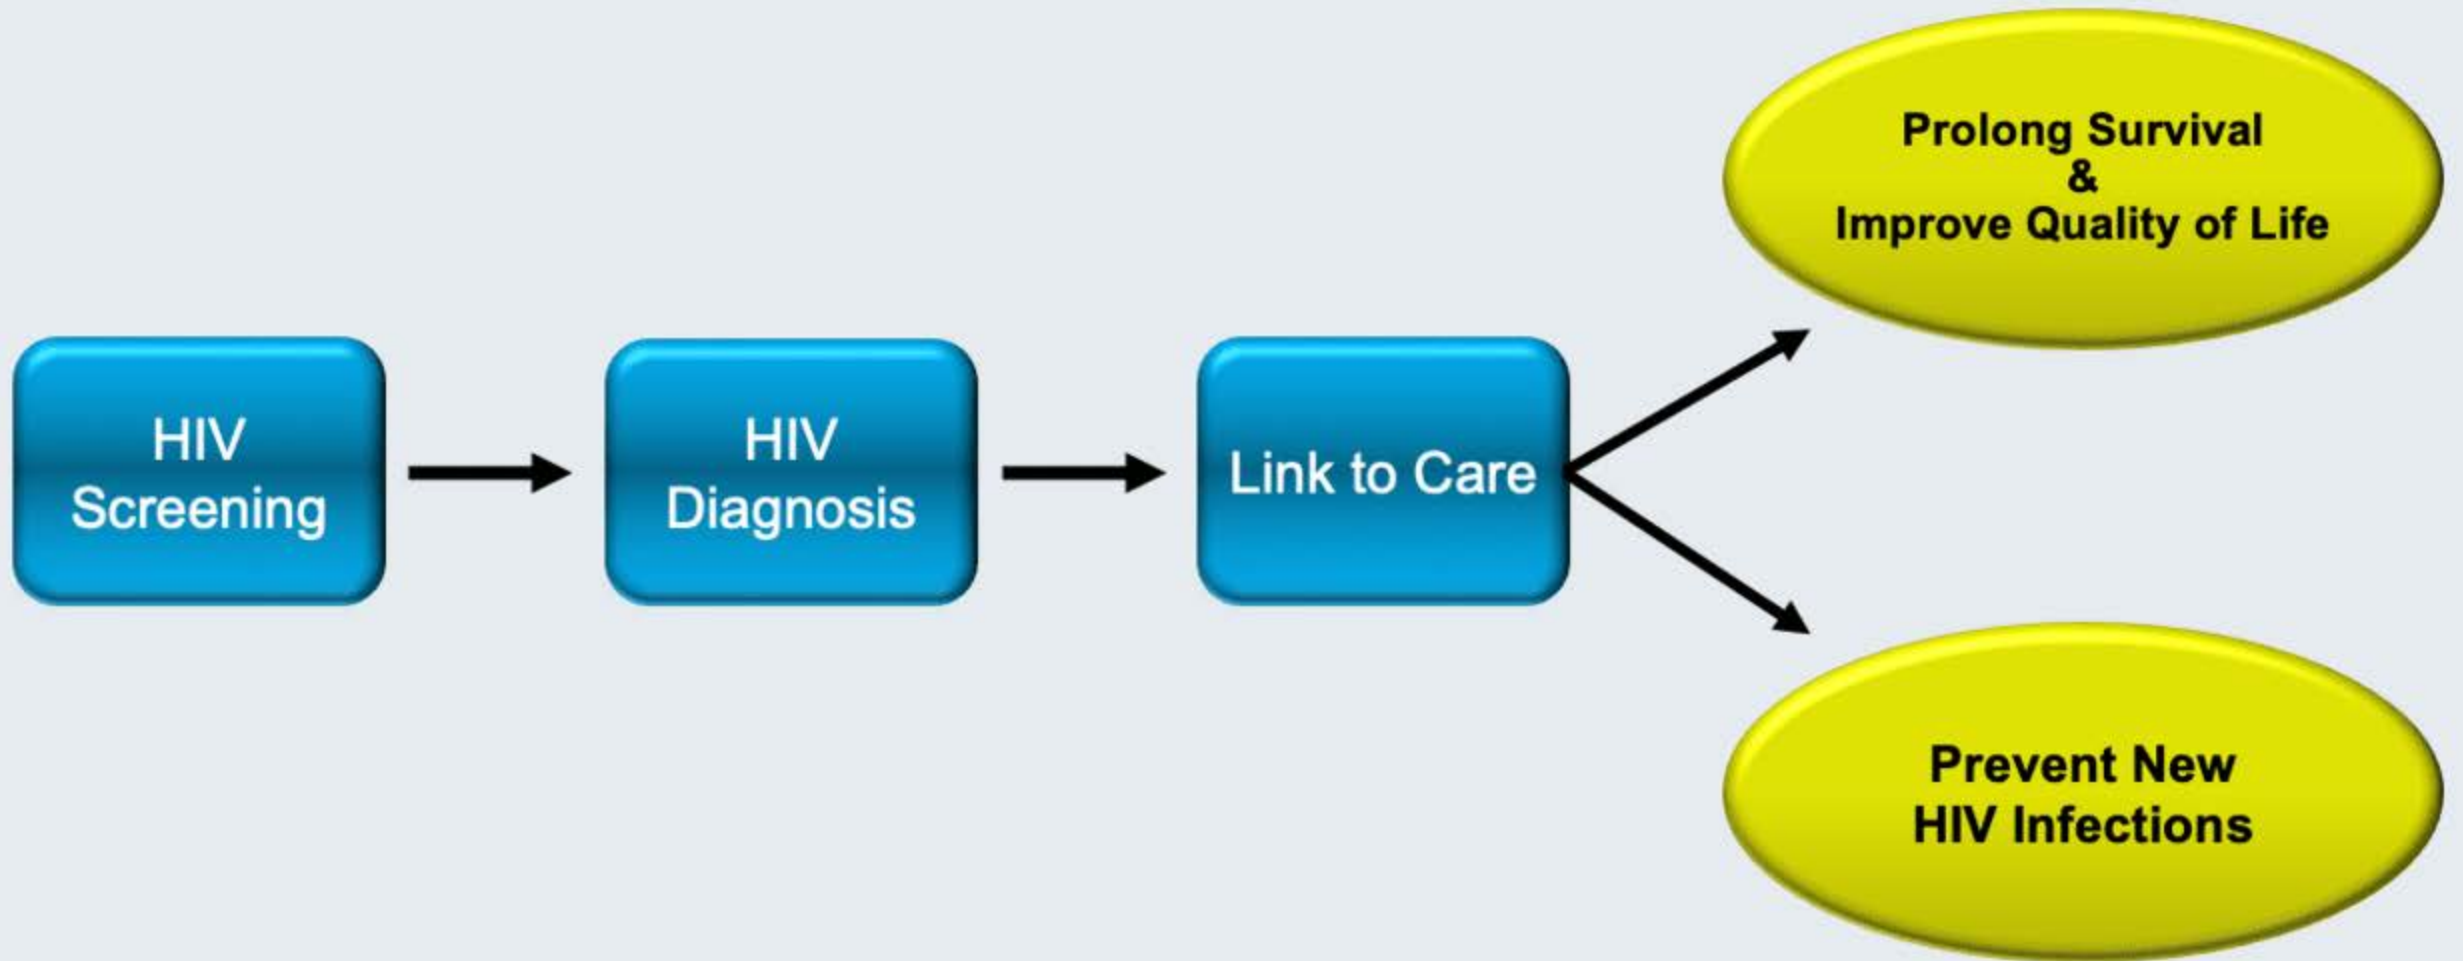 HIV
Screening
HIV
Diagnosis
Link to Care
Prolong Survival
&
Improve Quality of Life
Prevent New
HIV Infections